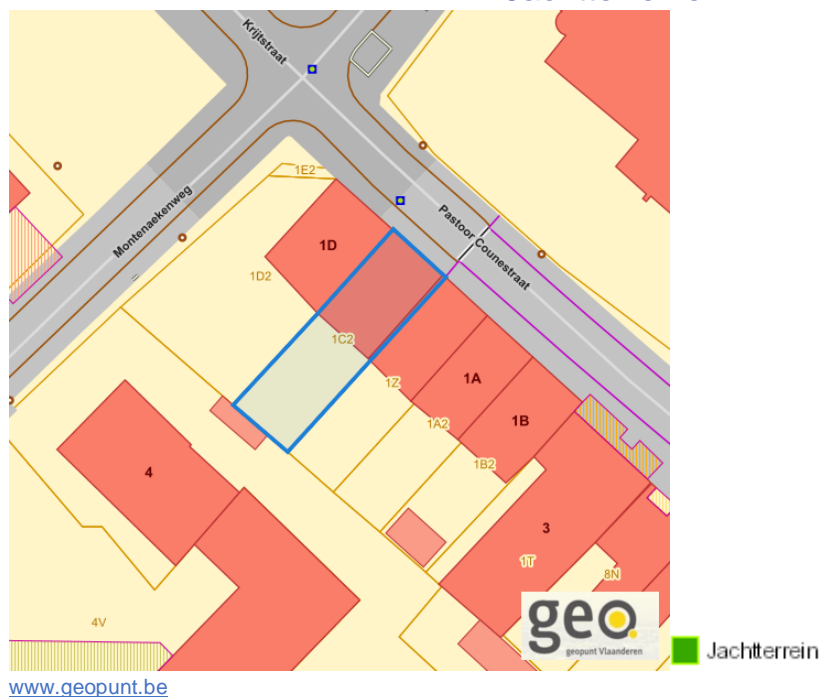 Krijtstraat
1E2
Montenaekenweg
Pastoor Counestraat
1D
1D2
1C2
1Z
1A
1A2
1B
1B2
4
3
1T
8N
4V
geo.
geopunt Vlaanderen
Jachtterrein
www.geopunt.be